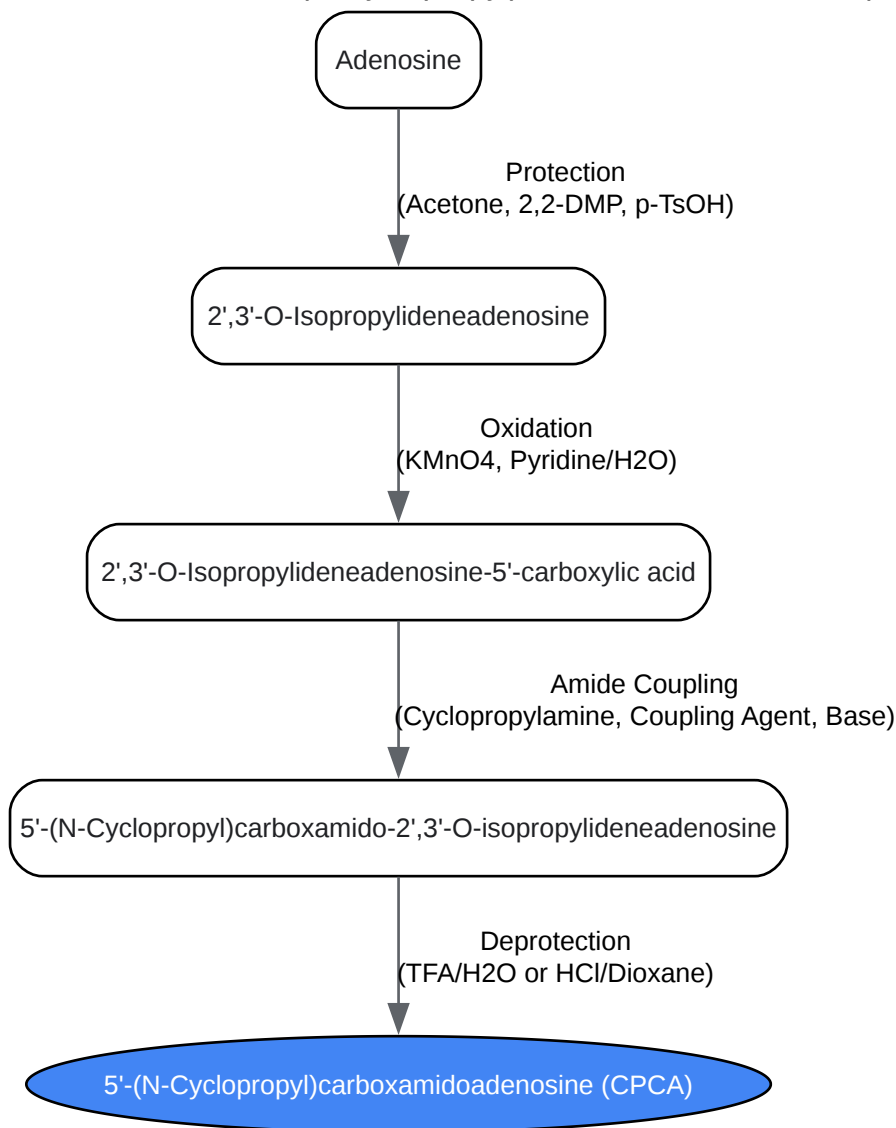 Adenosine
Protection
(Acetone, 2,2-DMP, p-TsOH)
2',3'-O-Isopropylideneadenosine
Oxidation
(KMnO4, Pyridine/H2O)
2',3'-O-Isopropylideneadenosine-5'-carboxylic acid
Amide Coupling
(Cyclopropylamine, Coupling Agent, Base)
5'-(N-Cyclopropyl)carboxamido-2',3'-O-isopropylideneadenosine
Deprotection
(TFA/H2O or HCl/Dioxane)
5'-(N-Cyclopropyl)carboxamidoadenosine (CPCA)